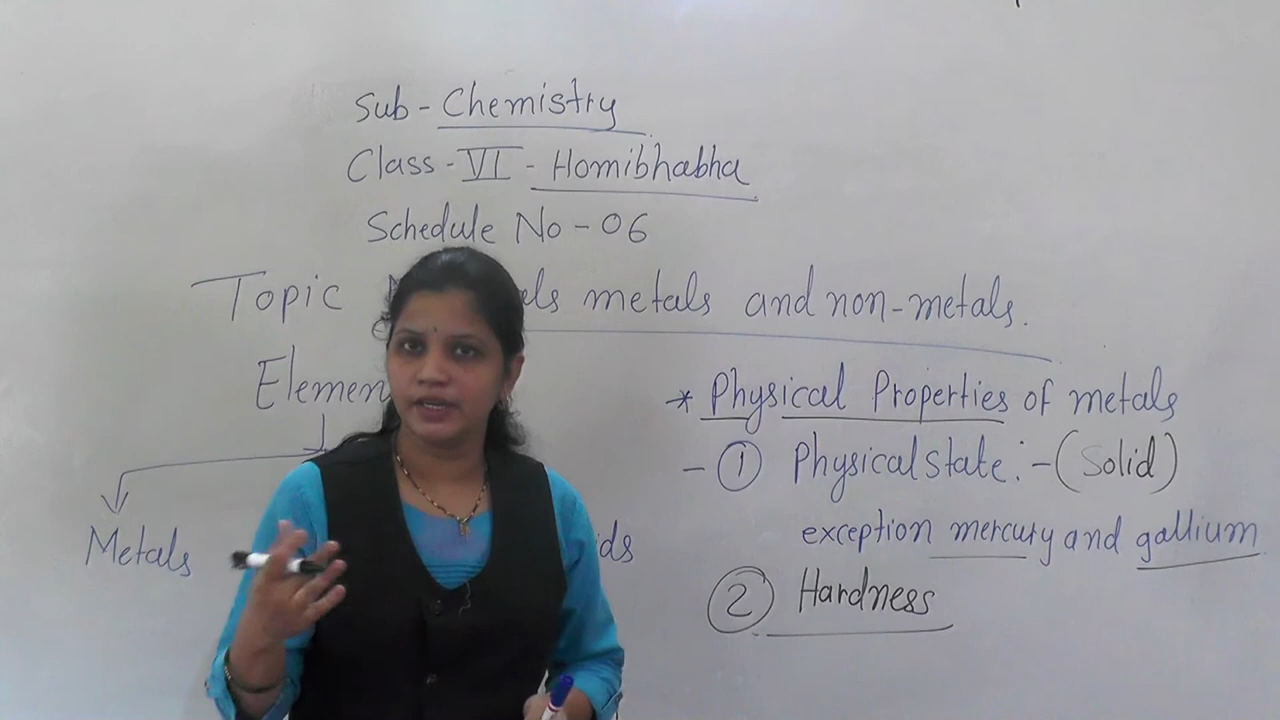 Sub - Chemistry
Class - VI - Homibhabha
Schedule No - 06
Topic metals and non-metals.
* Physical Properties of metals
- ① Physical state :- (Solid)
exception mercury and gallium
② Hardness
Metals